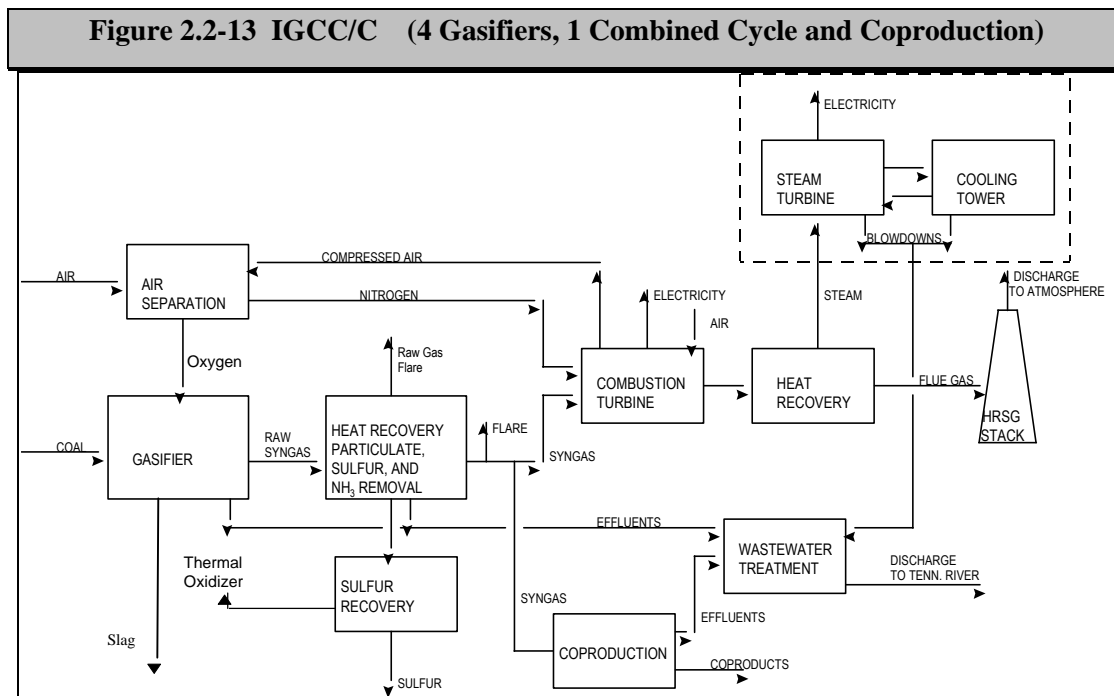 Figure 2.2-13 IGCC/C (4 Gasifiers, 1 Combined Cycle and Coproduction)
ELECTRICITY
STEAM
TURBINE
COOLING
TOWER
BLOWDOWNS
AIR
AIR
SEPARATION
COMPRESSED AIR
NITROGEN
ELECTRICITY
AIR
STEAM
DISCHARGE
TO ATMOSPHERE
Oxygen
Raw Gas
Flare
COMBUSTION
TURBINE
HEAT
RECOVERY
FLUE GAS
HRSG
STACK
COAL
GASIFIER
RAW
SYNGAS
HEAT RECOVERY
PARTICULATE,
SULFUR, AND
NH3 REMOVAL
FLARE
SYNGAS
EFFLUENTS
WASTEWATER
TREATMENT
DISCHARGE
TO TENN. RIVER
Thermal
Oxidizer
SULFUR
RECOVERY
SYNGAS
EFFLUENTS
Slag
COPRODUCTION
COPRODUCTS
SULFUR